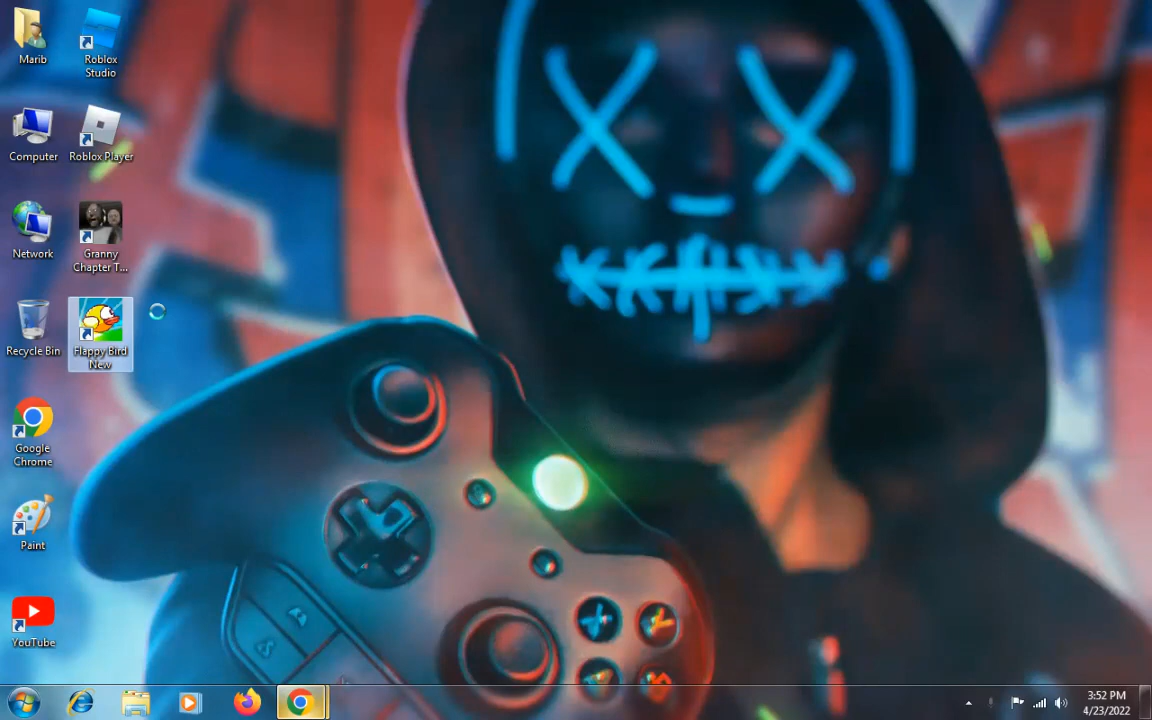 Marib
Roblox
Studio
Computer
Roblox Player
Network
Granny
Chapter T...
Recycle Bin
Flappy Bird
New
Google
Chrome
Paint
YouTube
3:52 PM
4/23/2022